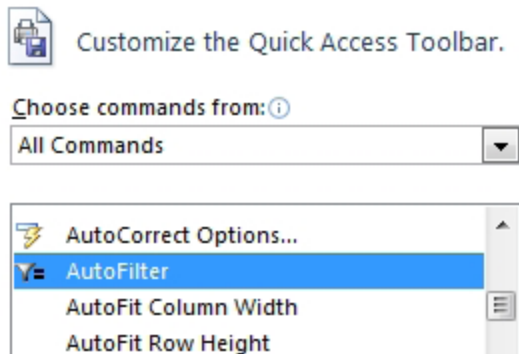 Customize the Quick Access Toolbar.
Choose commands from:
All Commands
AutoCorrect Options...
AutoFilter
AutoFit Column Width
AutoFit Row Height